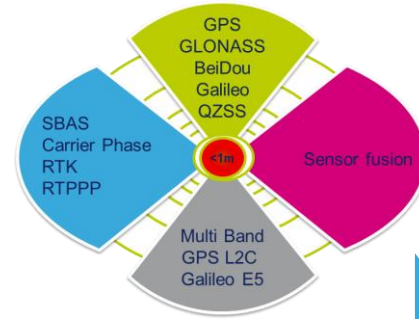 GPS
GLONASS
BeiDou
Galileo
QZSS
SBAS
Carrier Phase
RTK
RTPPP
<1m
Sensor fusion
Multi Band
GPS L2C
Galileo E5